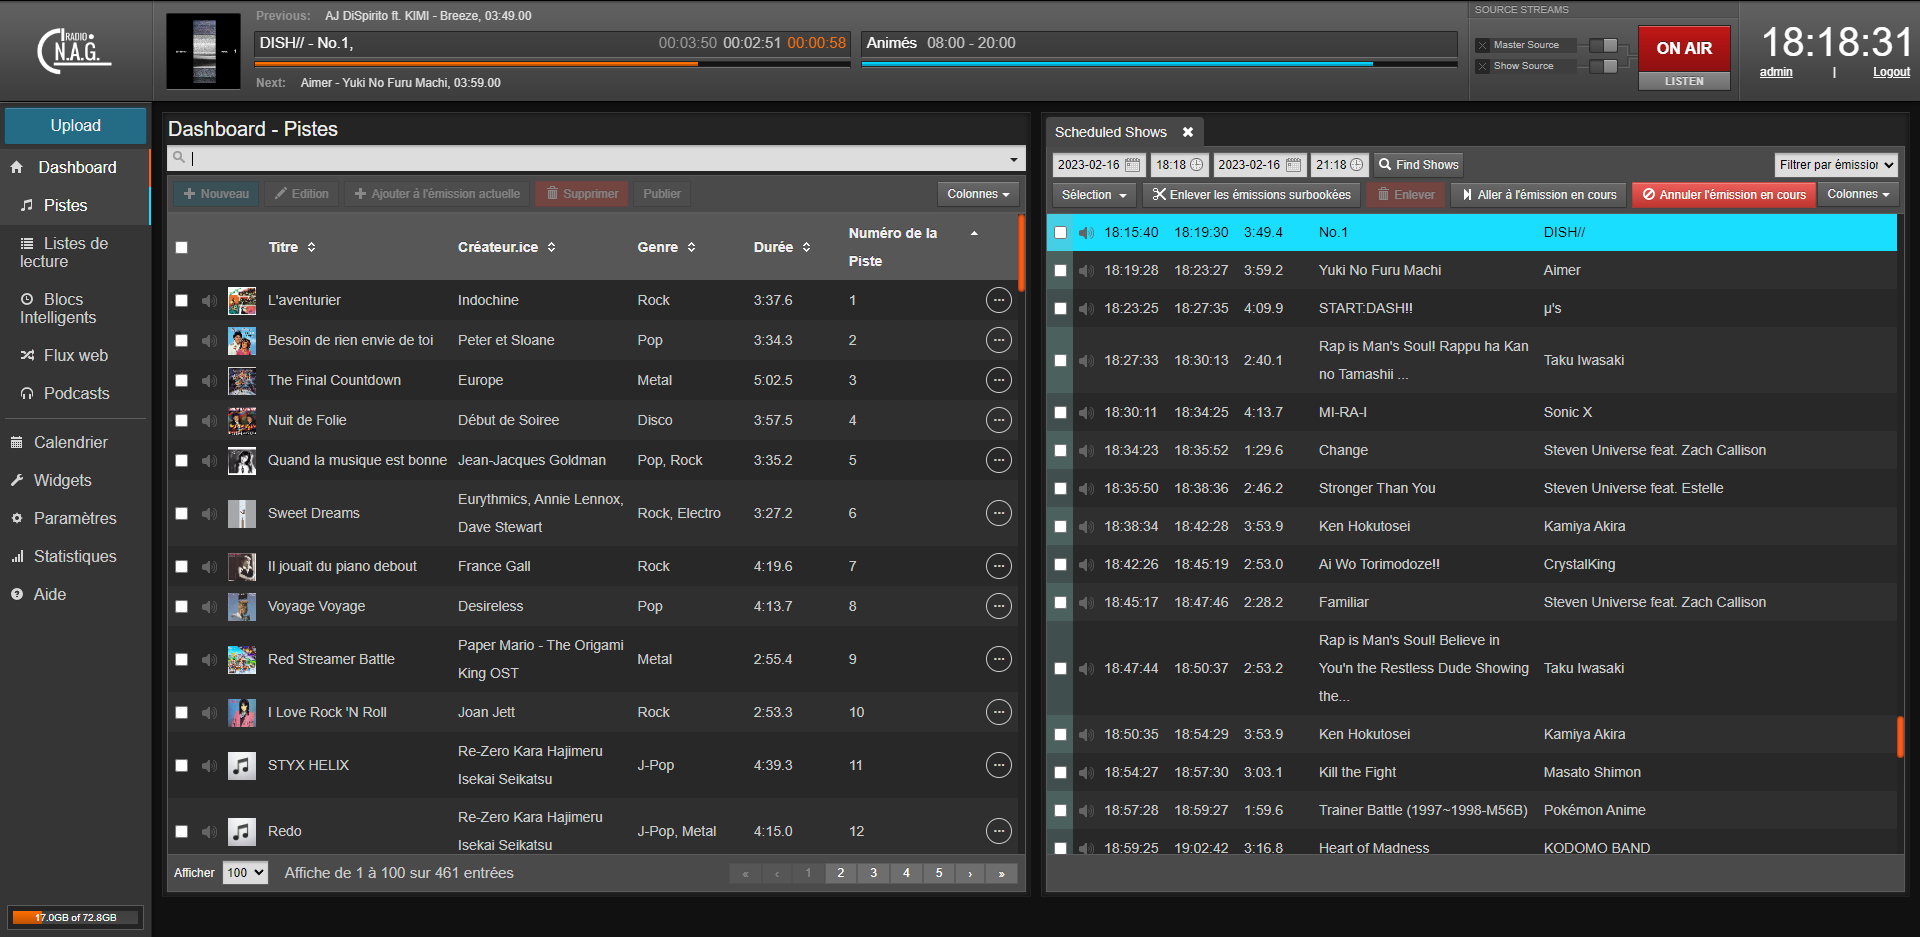 RADIO
N.A.G.
Previous: AJ DiSpirito ft. KIMI - Breeze, 03:49.00
DISH// - No.1, 00:03:50 00:02:51 00:00:58
Next: Aimer - Yuki No Furu Machi, 03:59.00
Animés 08:00 - 20:00
SOURCE STREAMS
Master Source
Show Source
ON AIR
LISTEN
18:18:31
admin | Logout
Upload
Dashboard
Pistes
Listes de
lecture
Blocs
Intelligents
Flux web
Podcasts
Calendrier
Widgets
Paramètres
Statistiques
Aide
17.0GB of 72.8GB
Dashboard - Pistes
Nouveau Edition Ajouter à l'émission actuelle Supprimer Publier Colonnes
Titre Créateur.ice Genre Durée Numéro de la
Piste
L'aventurier Indochine Rock 3:37.6 1
Besoin de rien envie de toi Peter et Sloane Pop 3:34.3 2
The Final Countdown Europe Metal 5:02.5 3
Nuit de Folie Début de Soiree Disco 3:57.5 4
Quand la musique est bonne Jean-Jacques Goldman Pop, Rock 3:35.2 5
Eurythmics, Annie Lennox,
Sweet Dreams Rock, Electro 3:27.2 6
Dave Stewart
Il jouait du piano debout France Gall Rock 4:19.6 7
Voyage Voyage Desireless Pop 4:13.7 8
Paper Mario - The Origami
Red Streamer Battle Metal 2:55.4 9
King OST
I Love Rock 'N Roll Joan Jett Rock 2:53.3 10
Re-Zero Kara Hajimeru
STYX HELIX J-Pop 4:39.3 11
Isekai Seikatsu
Re-Zero Kara Hajimeru
Redo J-Pop, Metal 4:15.0 12
Isekai Seikatsu
Afficher 100 Affiche de 1 à 100 sur 461 entrées « ‹ 1 2 3 4 5 › »
Scheduled Shows
2023-02-16 18:18 2023-02-16 21:18 Find Shows Filtrer par émission
Sélection Enlever les émissions surbookées Enlever Aller à l'émission en cours Annuler l'émission en cours Colonnes
18:15:40 18:19:30 3:49.4 No.1 DISH//
18:19:28 18:23:27 3:59.2 Yuki No Furu Machi Aimer
18:23:25 18:27:35 4:09.9 START:DASH!! μ's
Rap is Man's Soul! Rappu ha Kan
18:27:33 18:30:13 2:40.1 Taku Iwasaki
no Tamashii ...
18:30:11 18:34:25 4:13.7 MI-RA-I Sonic X
18:34:23 18:35:52 1:29.6 Change Steven Universe feat. Zach Callison
18:35:50 18:38:36 2:46.2 Stronger Than You Steven Universe feat. Estelle
18:38:34 18:42:28 3:53.9 Ken Hokutosei Kamiya Akira
18:42:26 18:45:19 2:53.0 Ai Wo Torimodoze!! CrystalKing
18:45:17 18:47:46 2:28.2 Familiar Steven Universe feat. Zach Callison
Rap is Man's Soul! Believe in
18:47:44 18:50:37 2:53.2 You'n the Restless Dude Showing Taku Iwasaki
the...
18:50:35 18:54:29 3:53.9 Ken Hokutosei Kamiya Akira
18:54:27 18:57:30 3:03.1 Kill the Fight Masato Shimon
18:57:28 18:59:27 1:59.6 Trainer Battle (1997~1998-M56B) Pokémon Anime
18:59:25 19:02:42 3:16.8 Heart of Madness KODOMO BAND